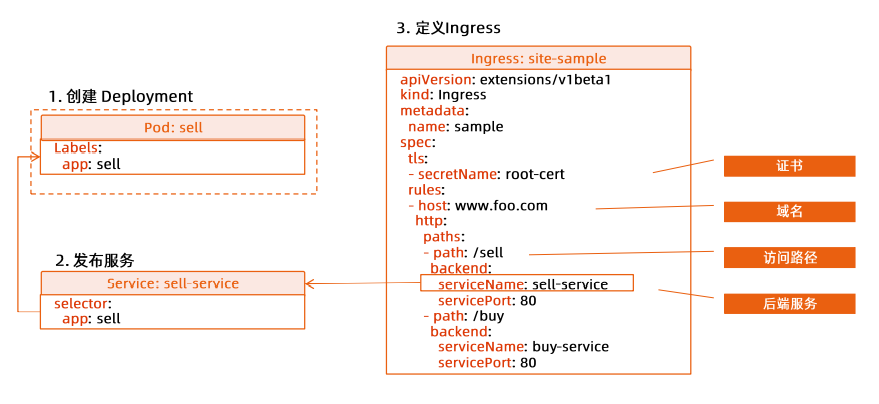 1. 创建 Deployment
Pod: sell
Labels:
app: sell
2. 发布服务
Service: sell-service
selector:
app: sell
3. 定义Ingress
Ingress: site-sample
apiVersion: extensions/v1beta1
kind: Ingress
metadata:
name: sample
spec:
tls:
- secretName: root-cert
rules:
- host: www.foo.com
http:
paths:
- path: /sell
backend:
serviceName: sell-service
servicePort: 80
- path: /buy
backend:
serviceName: buy-service
servicePort: 80
证书
域名
访问路径
后端服务